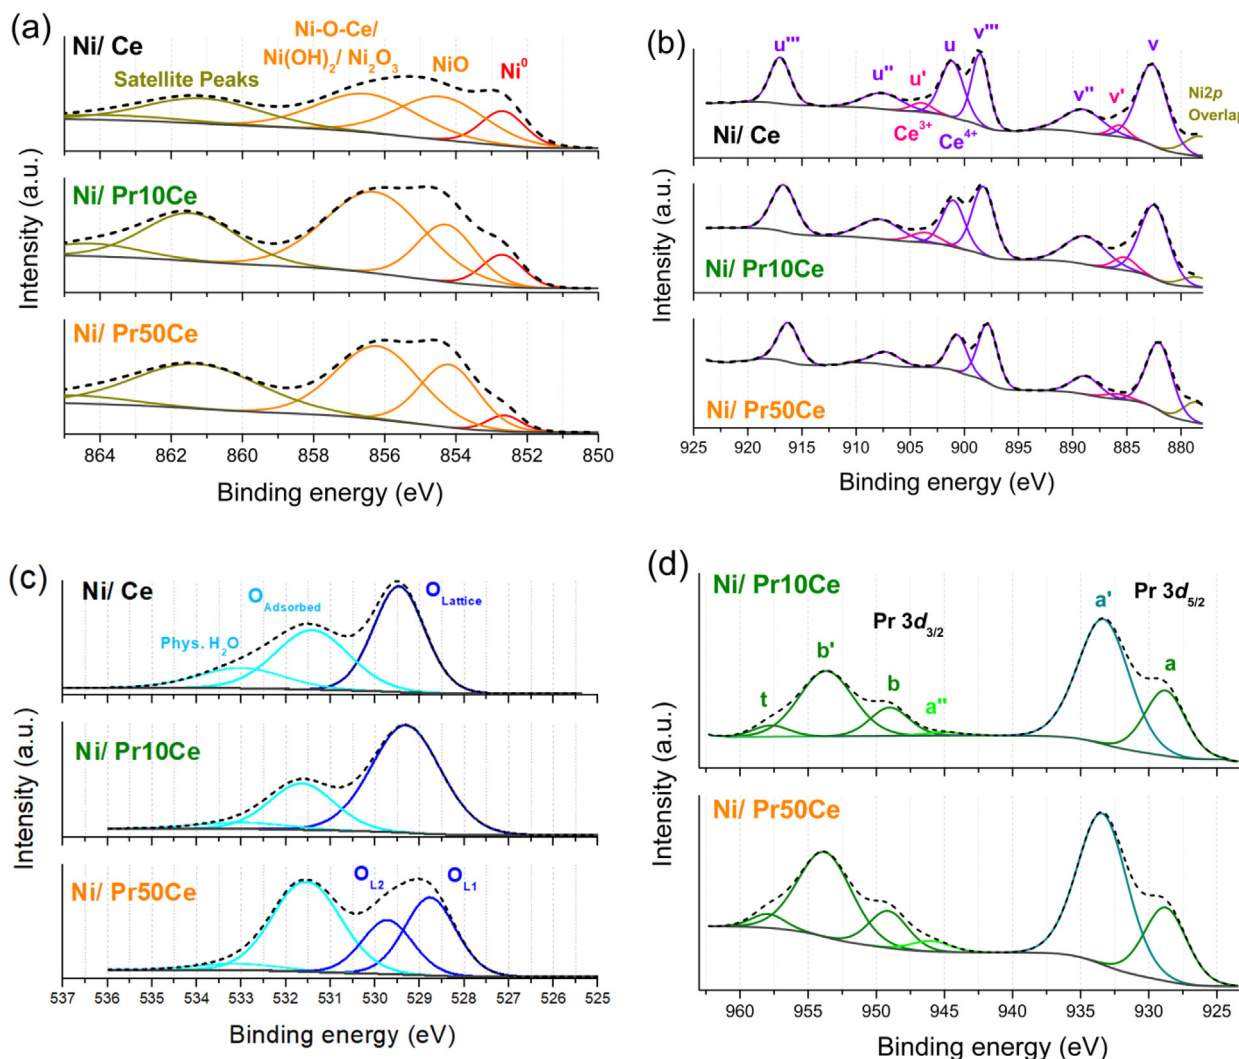 (a)
Ni/ Ce
Ni-O-Ce/
Ni(OH)₂/ Ni₂O₃
NiO
Ni⁰
Satellite Peaks
Ni/ Pr10Ce
Ni/ Pr50Ce
Intensity (a.u.)
864 862 860 858 856 854 852 850
Binding energy (eV)
(b)
u''' u'' u' u v''' v'' v' v
Ni2p
Overlap
Ce³⁺
Ce⁴⁺
Ni/ Ce
Ni/ Pr10Ce
Ni/ Pr50Ce
Intensity (a.u.)
925 920 915 910 905 900 895 890 885 880
Binding energy (eV)
(c)
Ni/ Ce
O Adsorbed
O Lattice
Phys. H₂O
Ni/ Pr10Ce
Ni/ Pr50Ce
O L2
O L1
Intensity (a.u.)
537 536 535 534 533 532 531 530 529 528 527 526 525
Binding energy (eV)
(d)
Ni/ Pr10Ce
Pr 3d₃/₂
Pr 3d₅/₂
t b' b a'' a' a
Ni/ Pr50Ce
Intensity (a.u.)
960 955 950 945 940 935 930 925
Binding energy (eV)